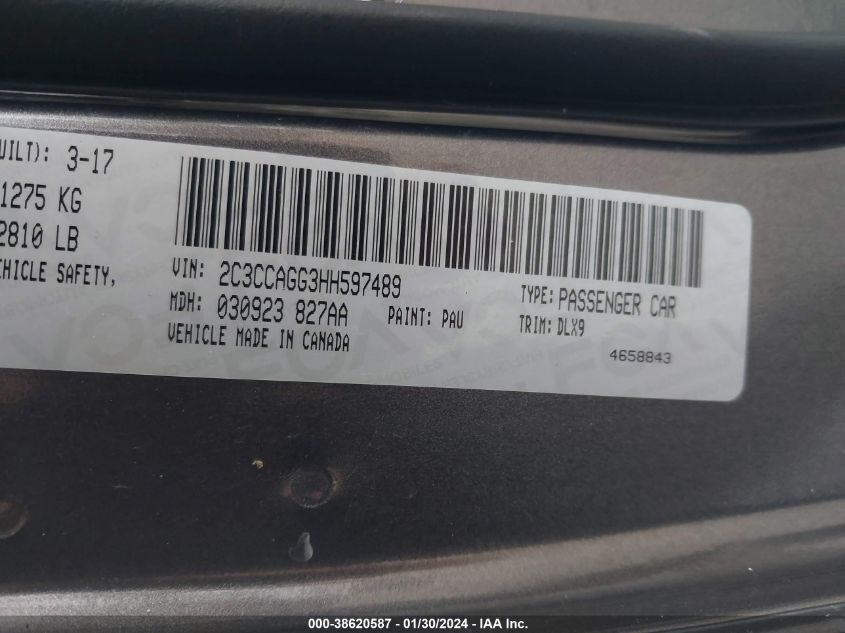 UILT): 3-17
1275 KG
2810 LB
EHICLE SAFETY,
VIN: 2C3CCAGG3HH597489
TYPE: PASSENGER CAR
MDH: 030923 827AA
PAINT: PAU
TRIM: DLX9
VEHICLE MADE IN CANADA
4658843
000-38620587 - 01/30/2024 - IAA Inc.